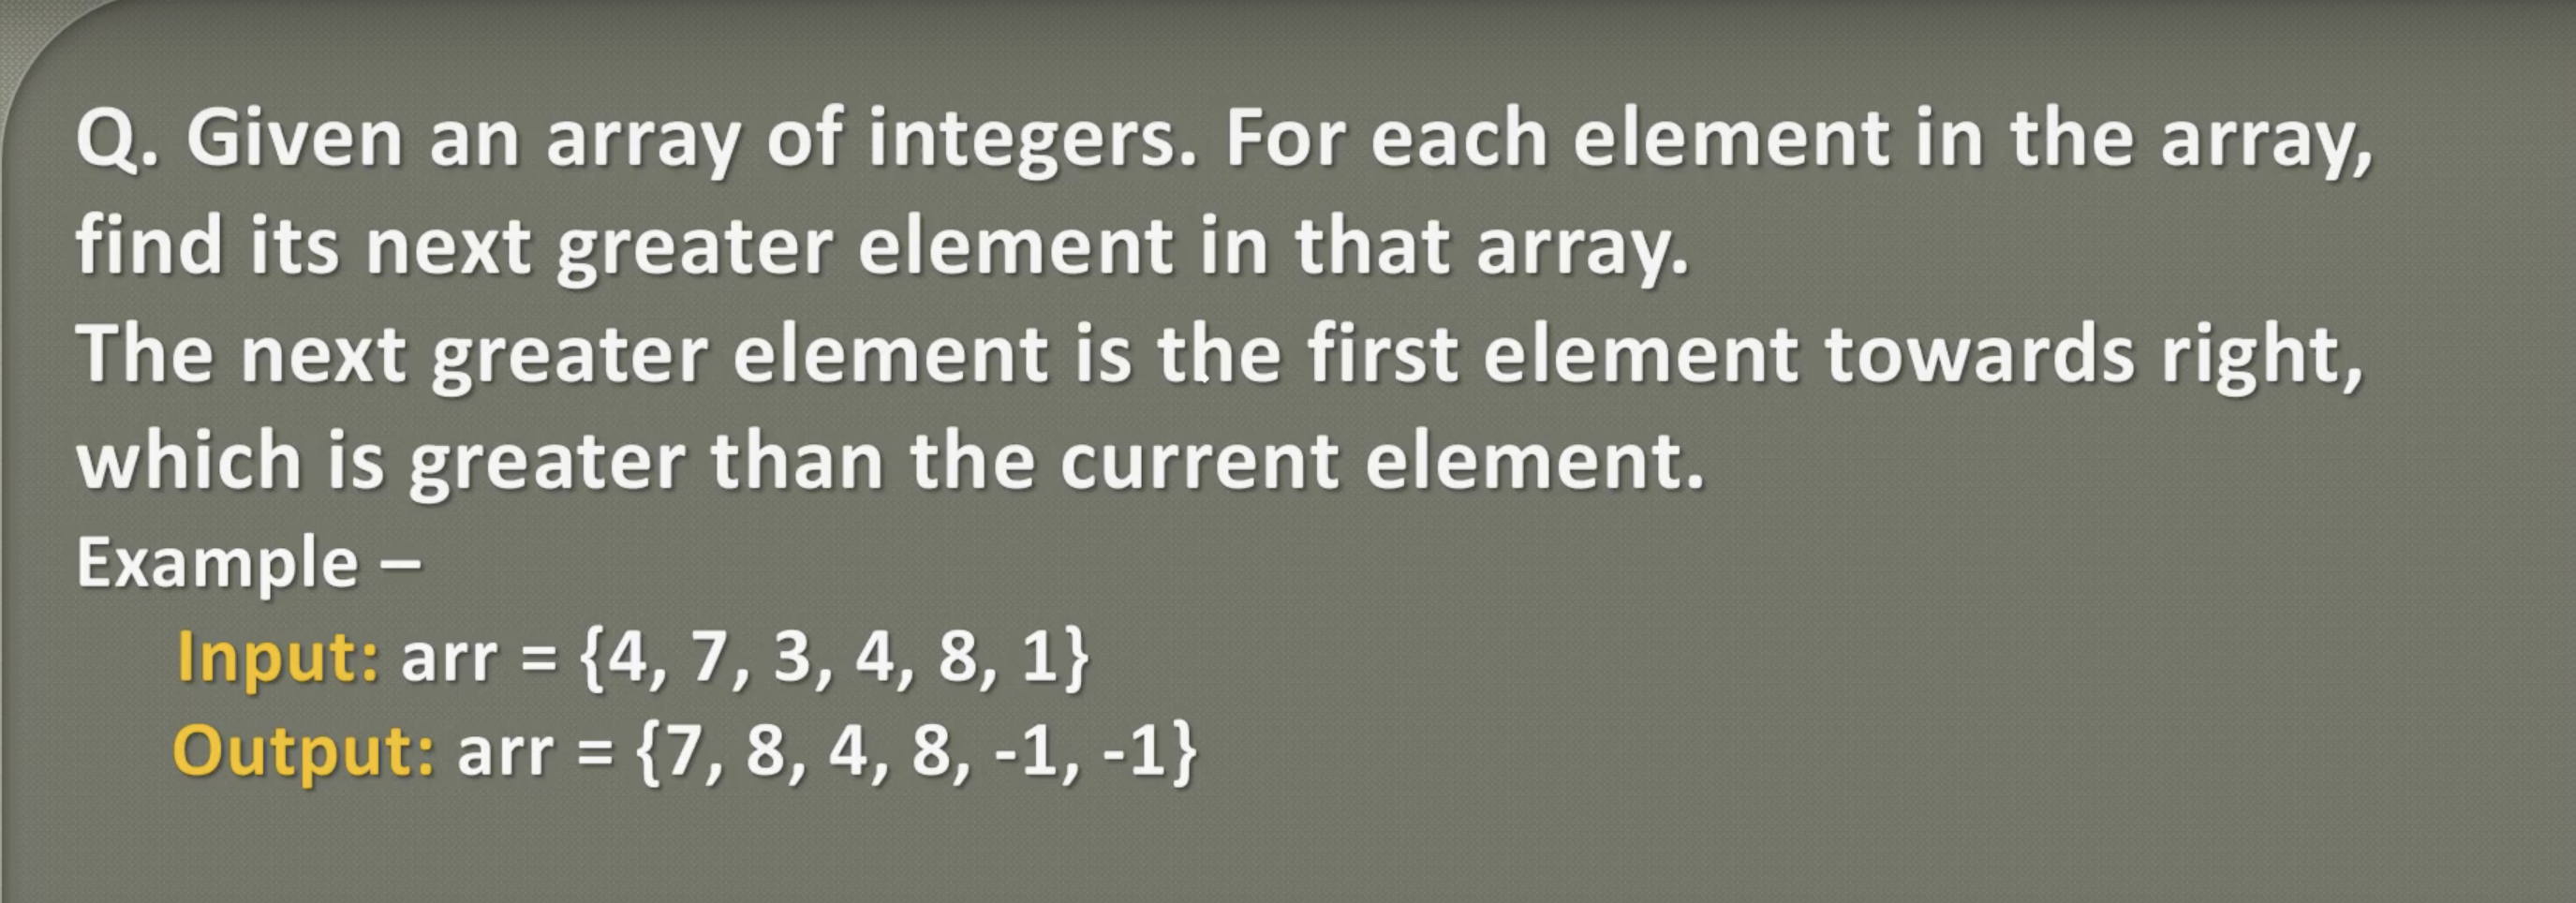 Q. Given an array of integers. For each element in the array,
find its next greater element in that array.
The next greater element is the first element towards right,
which is greater than the current element.
Example –
Input: arr = {4, 7, 3, 4, 8, 1}
Output: arr = {7, 8, 4, 8, -1, -1}